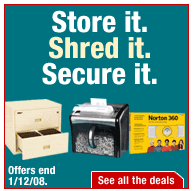 Store it.
Shred it.
Secure it.
Norton 360
Offers end
1/12/08.
See all the deals